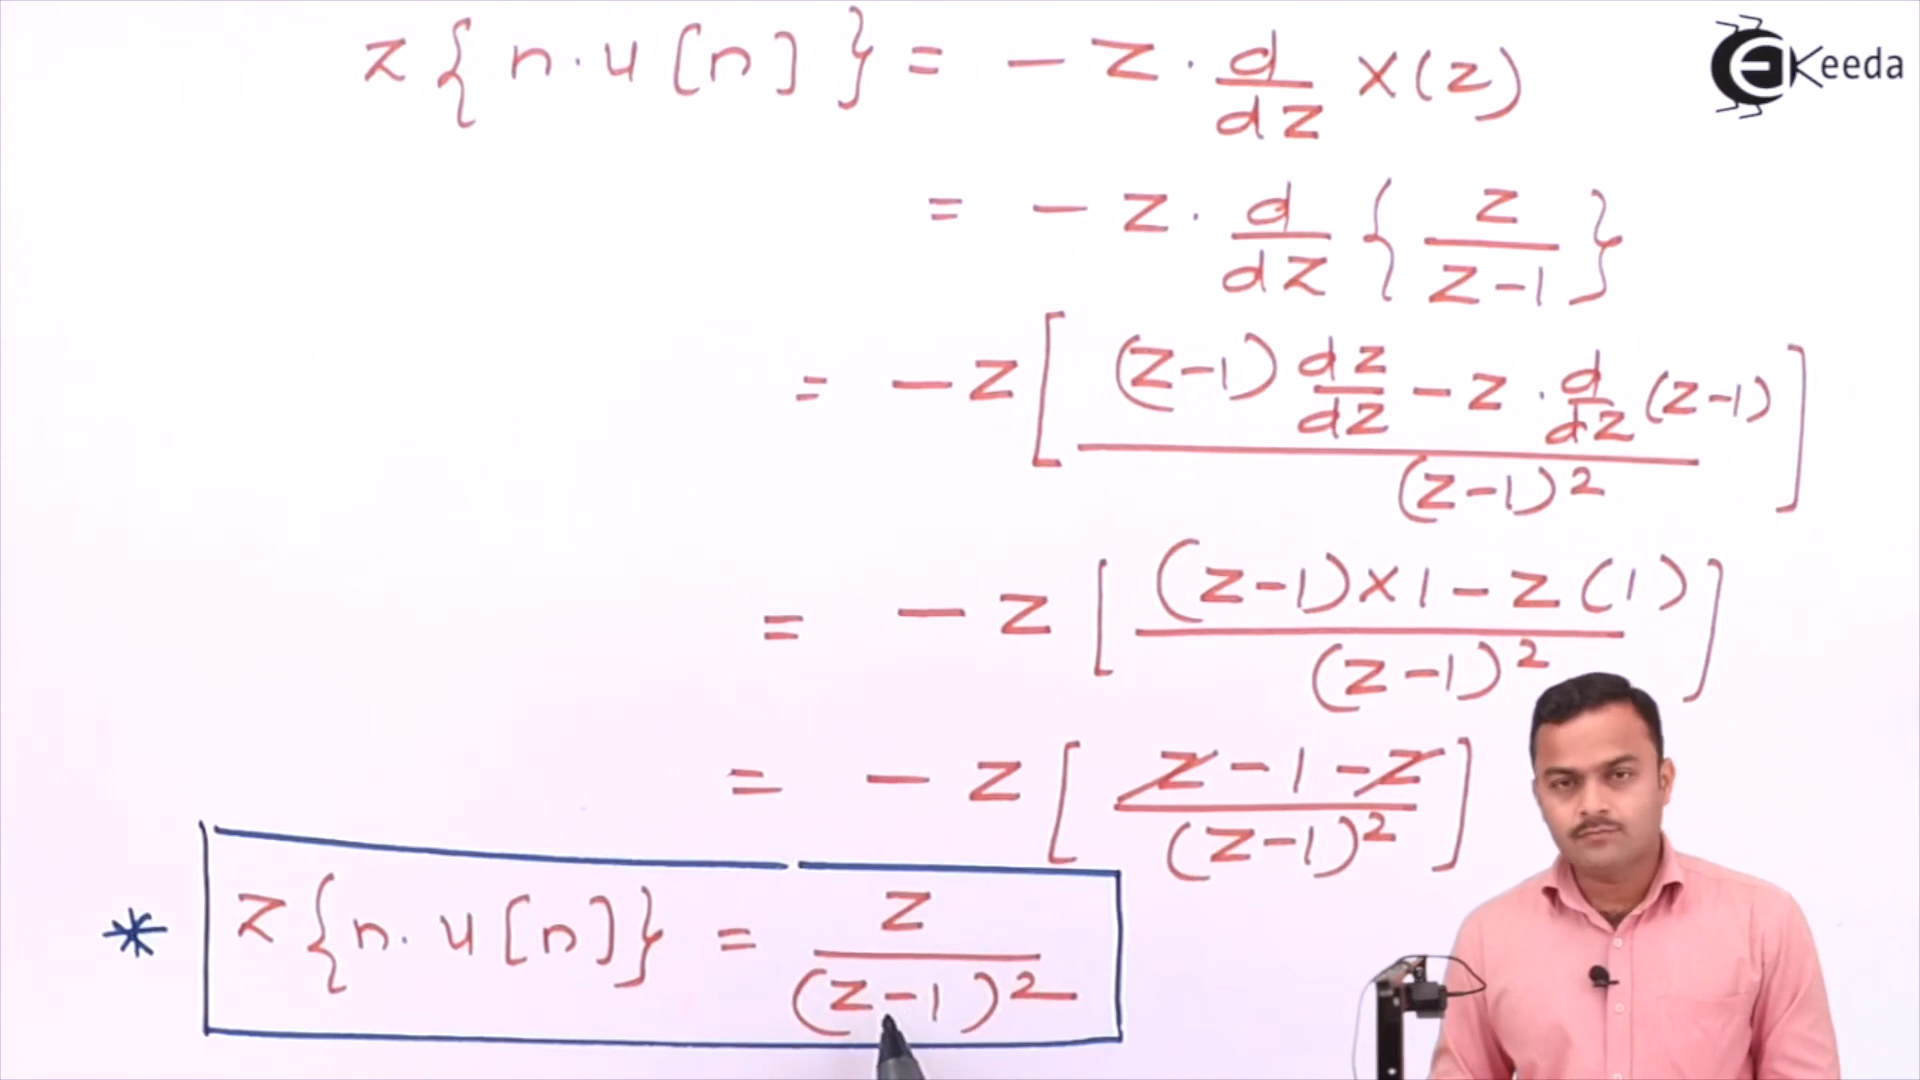 Keeda
z{n.u[n]} = - z . d/dz X(z)
= - z . d/dz { z/(z-1) }
= - z [ ((z-1) dz/dz - z . d/dz (z-1)) / (z-1)² ]
= - z [ ((z-1)×1 - z(1)) / (z-1)² ]
= - z [ (z - 1 - z) / (z-1)² ]
* z{n.u[n]} = z / (z-1)²